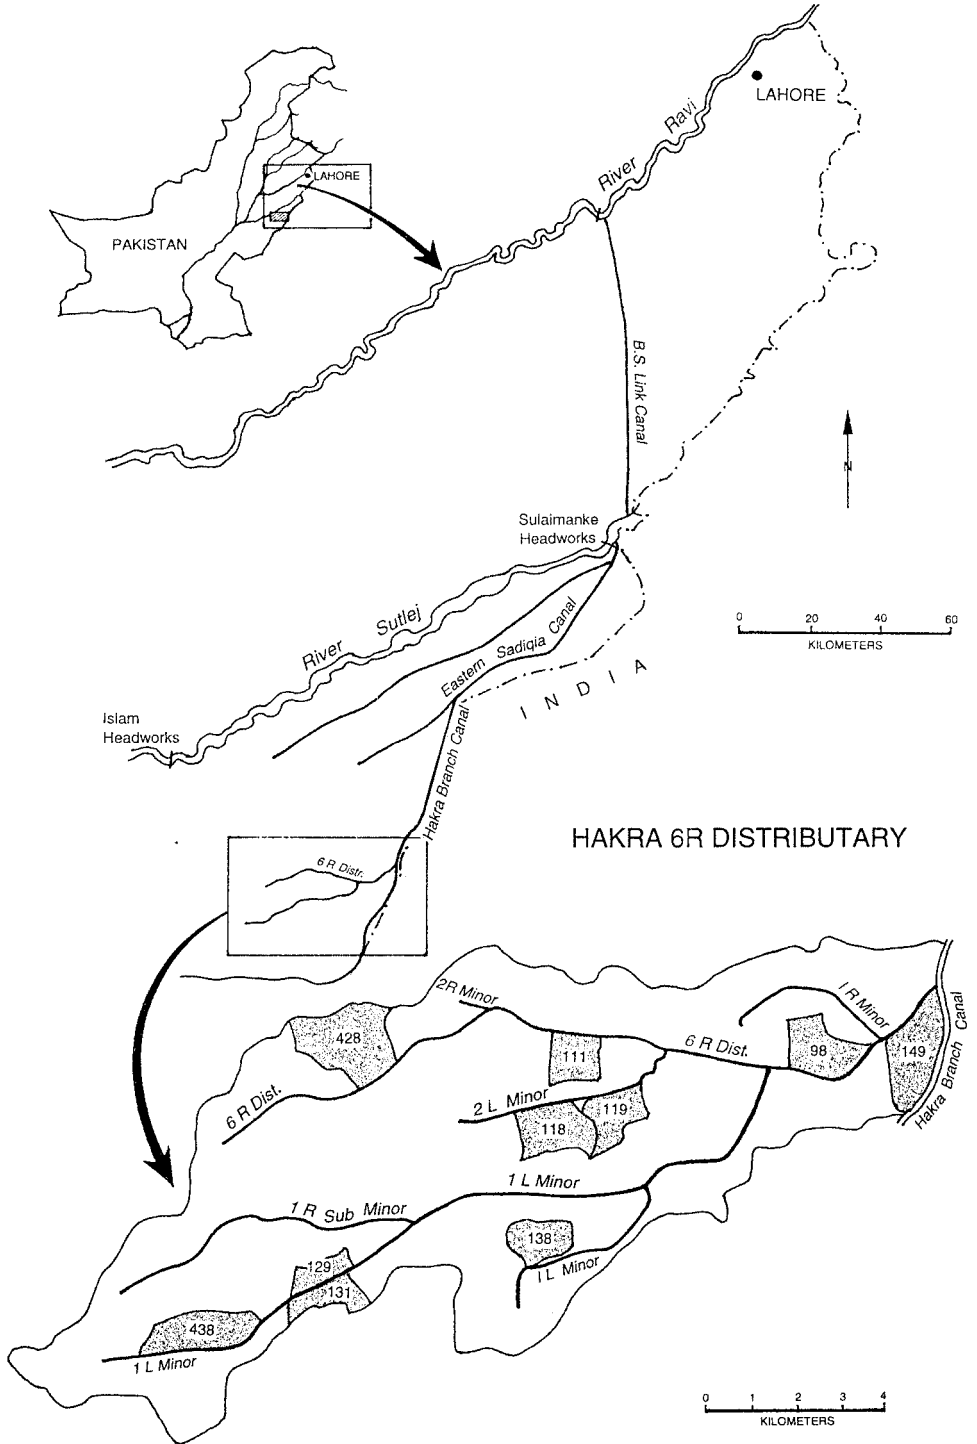 LAHORE
River Ravi
LAHORE
PAKISTAN
B.S. Link Canal
N
Sulaimanke
Headworks
0 20 40 60
KILOMETERS
River Sutlej
Eastern Sadiqia Canal
INDIA
Islam
Headworks
Hakra Branch Canal
HAKRA 6R DISTRIBUTARY
6 R Distr.
2R Minor
1 R Minor
428
6 R Dist.
98
149
111
Hakra Branch Canal
6 R Dist.
2 L Minor
119
118
1 L Minor
1 R Sub Minor
138
1L Minor
129
131
438
1 L Minor
0 1 2 3 4
KILOMETERS